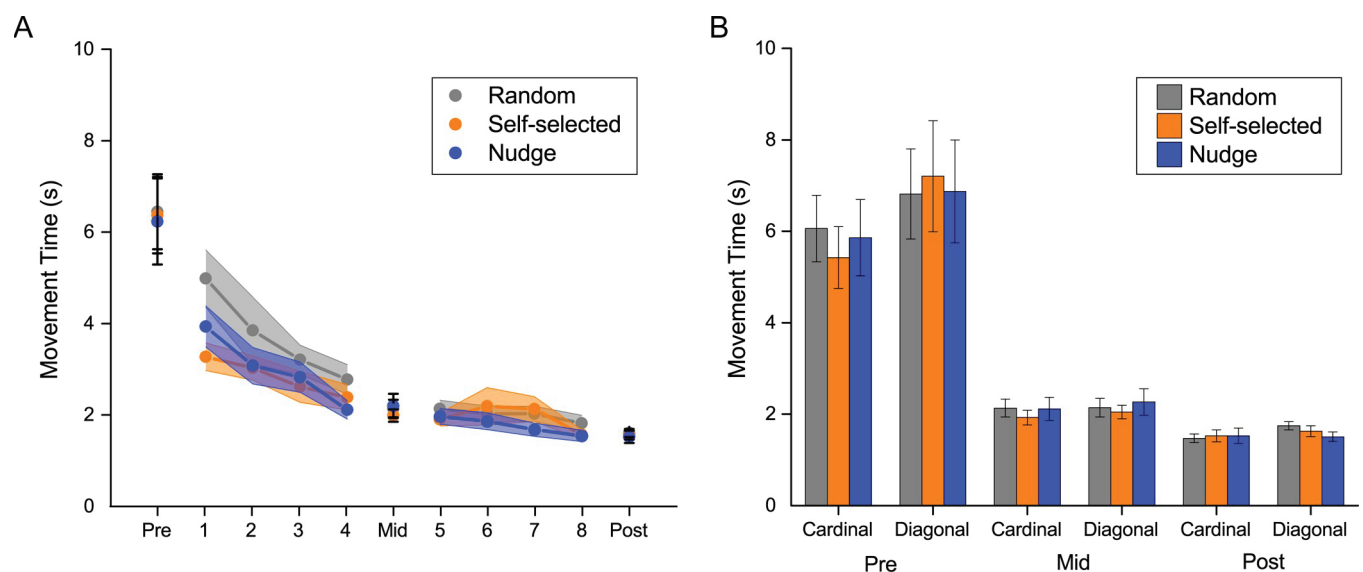 A
Movement Time (s)
10
8
6
4
2
0
Random
Self-selected
Nudge
Pre 1 2 3 4 Mid 5 6 7 8 Post
B
Movement Time (s)
10
8
6
4
2
0
Random
Self-selected
Nudge
Cardinal Diagonal Cardinal Diagonal Cardinal Diagonal
Pre Mid Post